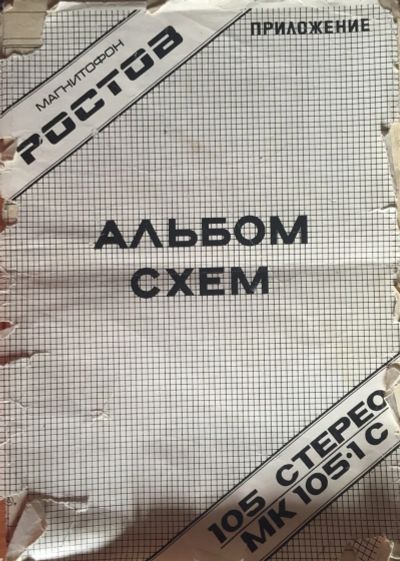 ПРИЛОЖЕНИЕ
МАГНИТОФОН
РОСТОВ
АЛЬБОМ
СХЕМ
105 СТЕРЕО
МК 105·1 С